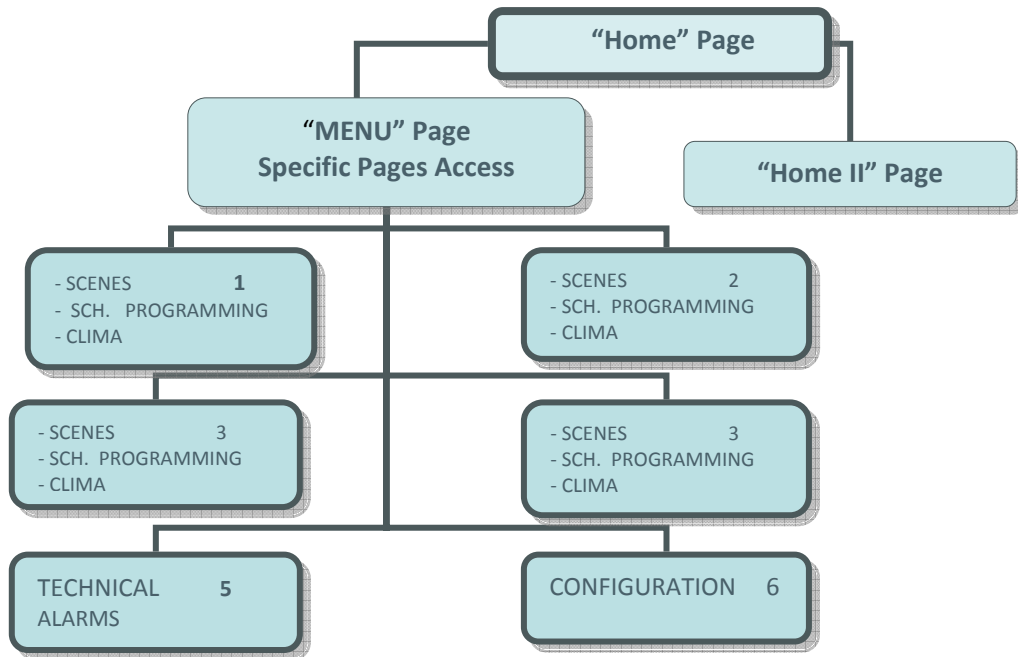 “Home” Page
“MENU” Page
Specific Pages Access
“Home II” Page
- SCENES 1
- SCH. PROGRAMMING
- CLIMA
- SCENES 2
- SCH. PROGRAMMING
- CLIMA
- SCENES 3
- SCH. PROGRAMMING
- CLIMA
- SCENES 3
- SCH. PROGRAMMING
- CLIMA
TECHNICAL 5
ALARMS
CONFIGURATION 6